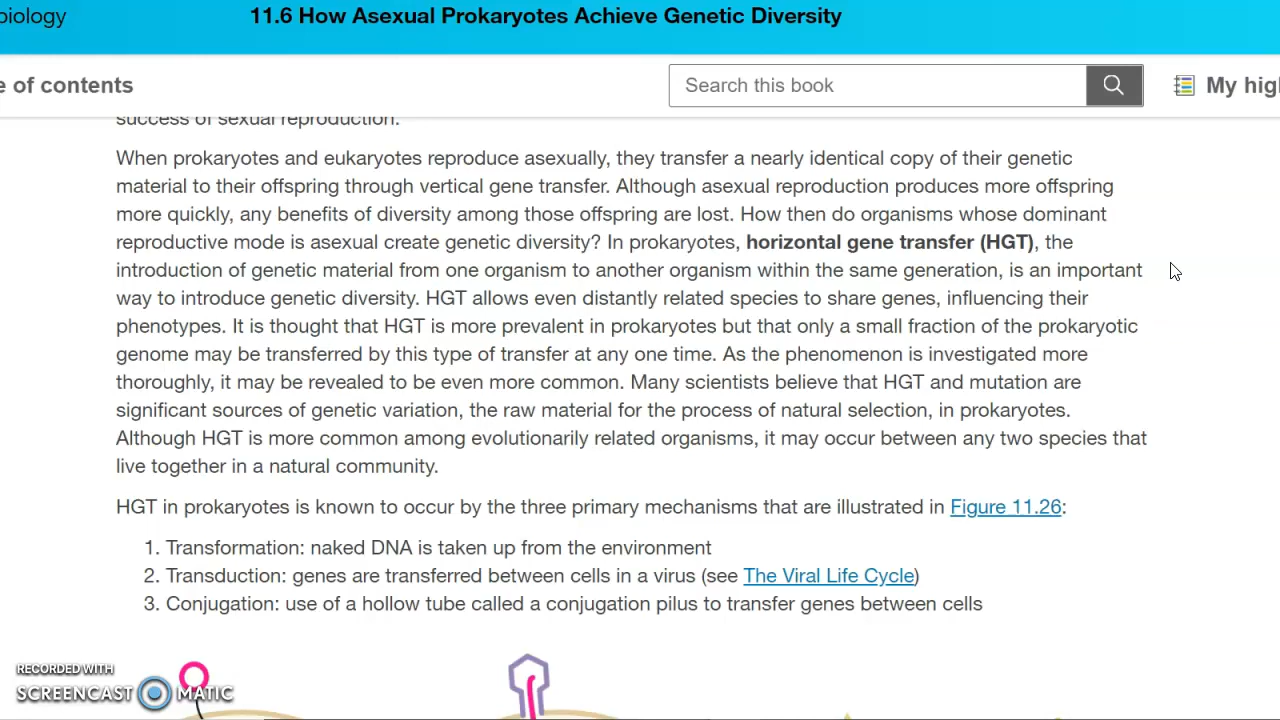 biology
11.6 How Asexual Prokaryotes Achieve Genetic Diversity
e of contents
Search this book
My hig
success of sexual reproduction.
When prokaryotes and eukaryotes reproduce asexually, they transfer a nearly identical copy of their genetic
material to their offspring through vertical gene transfer. Although asexual reproduction produces more offspring
more quickly, any benefits of diversity among those offspring are lost. How then do organisms whose dominant
reproductive mode is asexual create genetic diversity? In prokaryotes, horizontal gene transfer (HGT), the
introduction of genetic material from one organism to another organism within the same generation, is an important
way to introduce genetic diversity. HGT allows even distantly related species to share genes, influencing their
phenotypes. It is thought that HGT is more prevalent in prokaryotes but that only a small fraction of the prokaryotic
genome may be transferred by this type of transfer at any one time. As the phenomenon is investigated more
thoroughly, it may be revealed to be even more common. Many scientists believe that HGT and mutation are
significant sources of genetic variation, the raw material for the process of natural selection, in prokaryotes.
Although HGT is more common among evolutionarily related organisms, it may occur between any two species that
live together in a natural community.
HGT in prokaryotes is known to occur by the three primary mechanisms that are illustrated in Figure 11.26:
1. Transformation: naked DNA is taken up from the environment
2. Transduction: genes are transferred between cells in a virus (see The Viral Life Cycle)
3. Conjugation: use of a hollow tube called a conjugation pilus to transfer genes between cells
RECORDED WITH
SCREENCAST MATIC